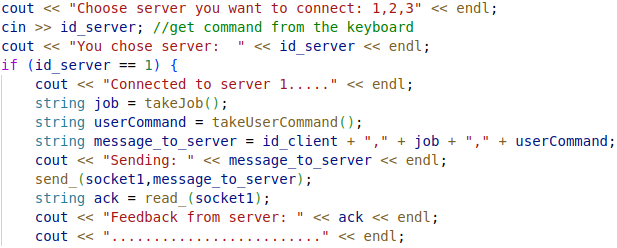 cout << "Choose server you want to connect: 1,2,3" << endl;
cin >> id_server; //get command from the keyboard
cout << "You chose server:  " << id_server << endl;
if (id_server == 1) {
    cout << "Connected to server 1....." << endl;
    string job = takeJob();
    string userCommand = takeUserCommand();
    string message_to_server = id_client + "," + job + "," + userCommand;
    cout << "Sending: " << message_to_server << endl;
    send_(socket1,message_to_server);
    string ack = read_(socket1);
    cout << "Feedback from server: " << ack << endl;
    cout << "........................." << endl;